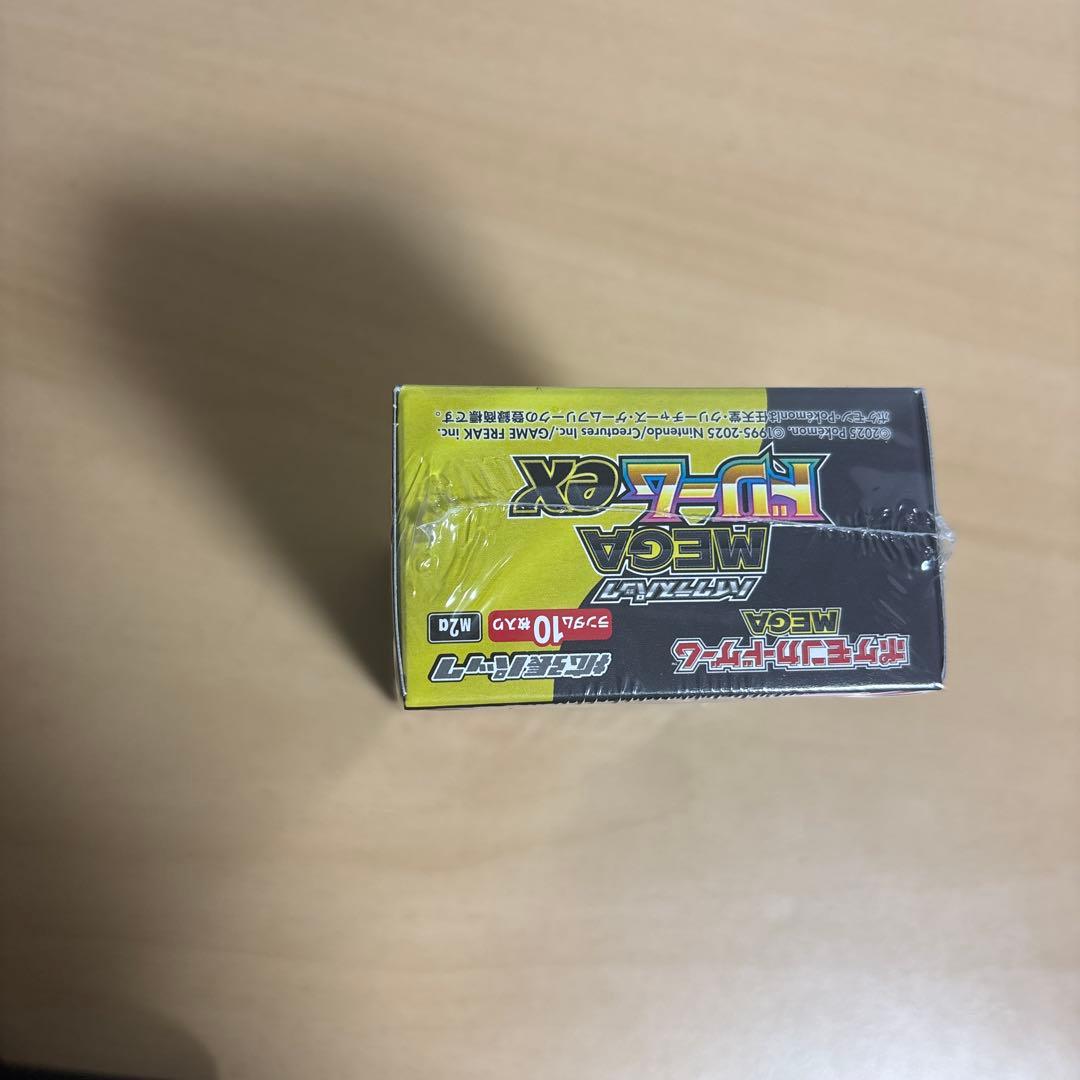 ポケモンカードゲーム
MEGA
拡張パック
ランダム10枚入り
M2a
ハイクラスパック
MEGA
ドリームex
©2025 Pokémon. ©1995-2025 Nintendo/Creatures Inc./GAME FREAK inc.
ポケモン・Pokémonは任天堂・クリーチャーズ・ゲームフリークの登録商標です。